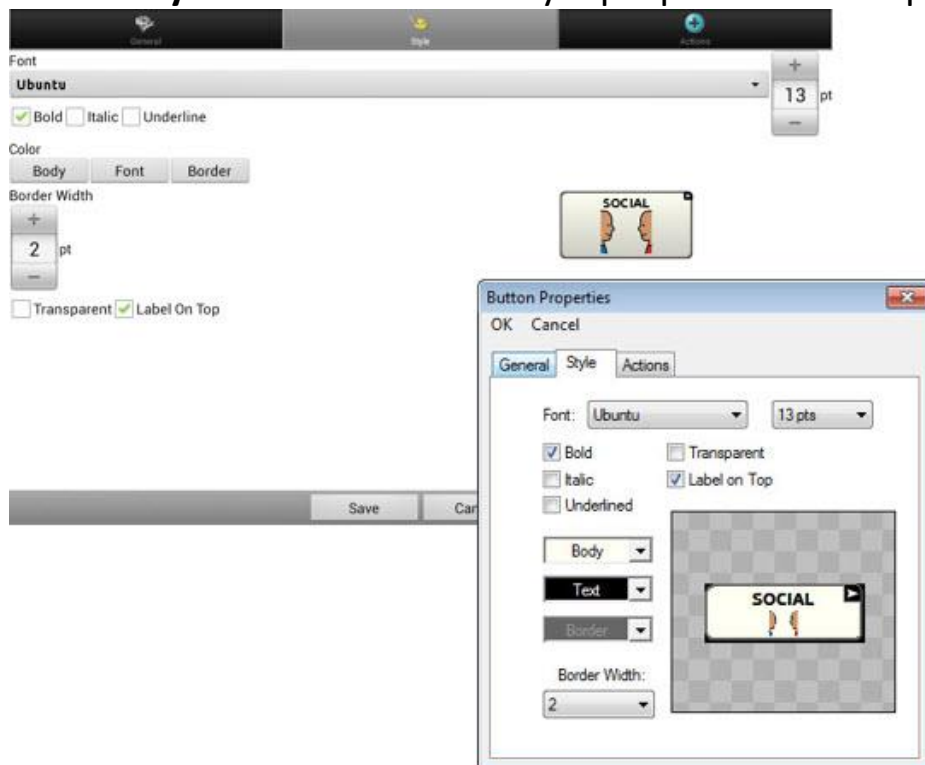 General Style Actions
Font
Ubuntu
13 pt
Bold Italic Underline
Color
Body Font Border
Border Width
2 pt
SOCIAL
Transparent Label On Top
Save
Button Properties
OK Cancel
General Style Actions
Font: Ubuntu 13 pts
Bold Transparent
Italic Label on Top
Underlined
Body
Text
Border
SOCIAL
Border Width:
2